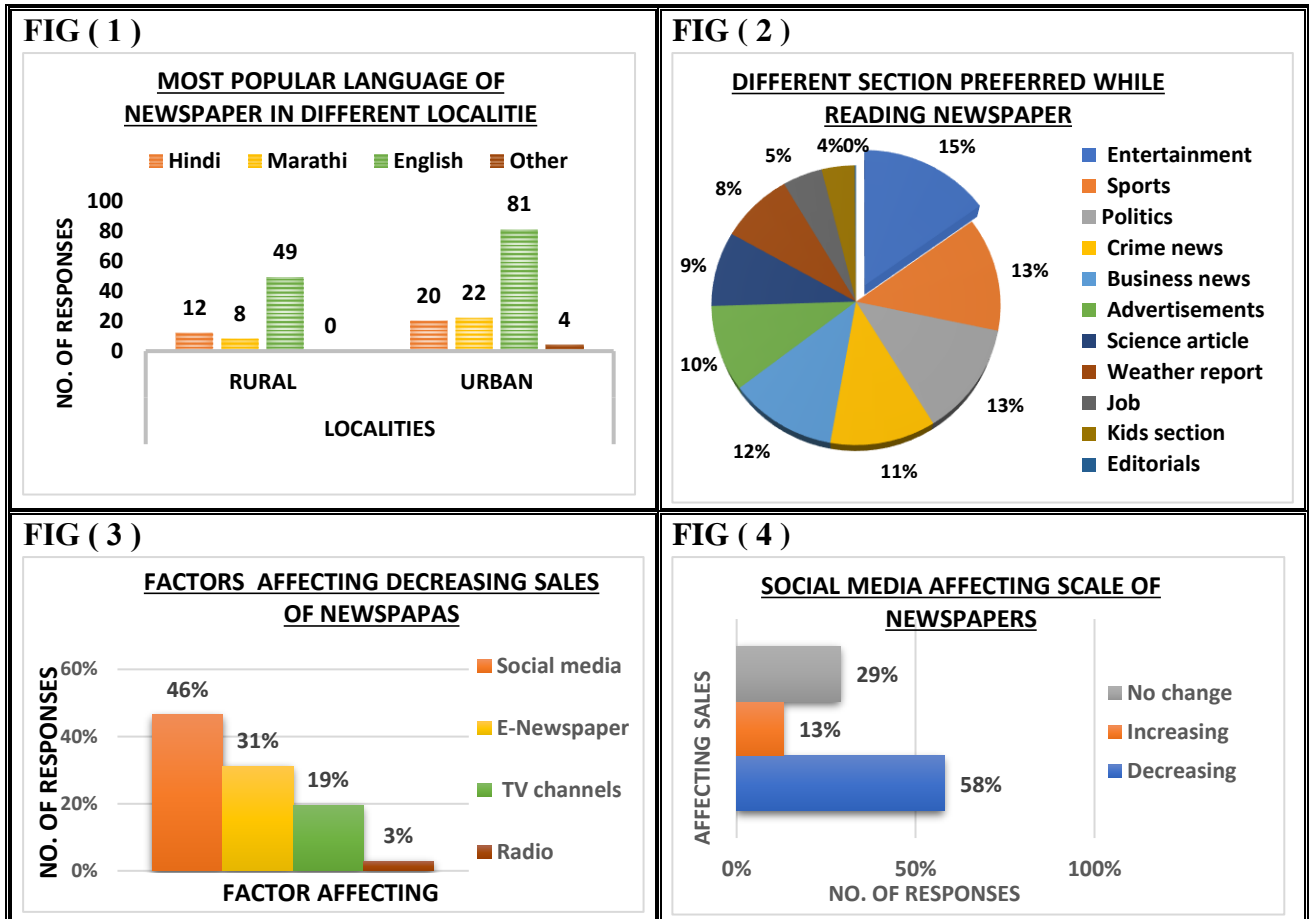 FIG ( 1 )
MOST POPULAR LANGUAGE OF
NEWSPAPER IN DIFFERENT LOCALITIE
Hindi Marathi English Other
NO. OF RESPONSES
100
80
60
40
20
0
12 8 49 0
20 22 81 4
RURAL URBAN
LOCALITIES
FIG ( 2 )
DIFFERENT SECTION PREFERRED WHILE
READING NEWSPAPER
15%
13%
13%
11%
12%
10%
9%
8%
5%
4%
0%
Entertainment
Sports
Politics
Crime news
Business news
Advertisements
Science article
Weather report
Job
Kids section
Editorials
FIG ( 3 )
FACTORS AFFECTING DECREASING SALES
OF NEWSPAPAS
NO. OF RESPONSES
60%
40%
20%
0%
46%
31%
19%
3%
Social media
E-Newspaper
TV channels
Radio
FACTOR AFFECTING
FIG ( 4 )
SOCIAL MEDIA AFFECTING SCALE OF
NEWSPAPERS
AFFECTING SALES
29%
13%
58%
No change
Increasing
Decreasing
0% 50% 100%
NO. OF RESPONSES